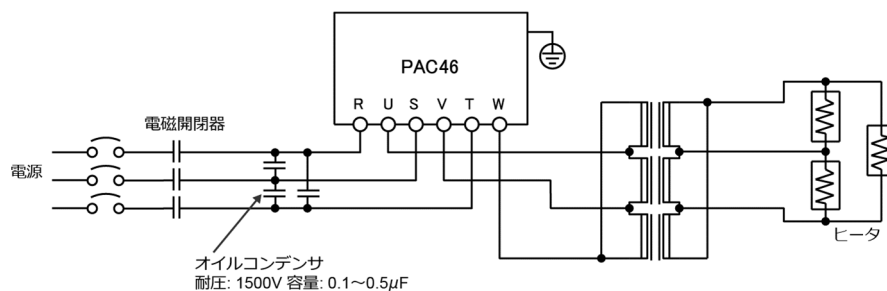 PAC46
R U S V T W
電磁開閉器
電源
ヒータ
オイルコンデンサ
耐圧: 1500V 容量: 0.1～0.5μF